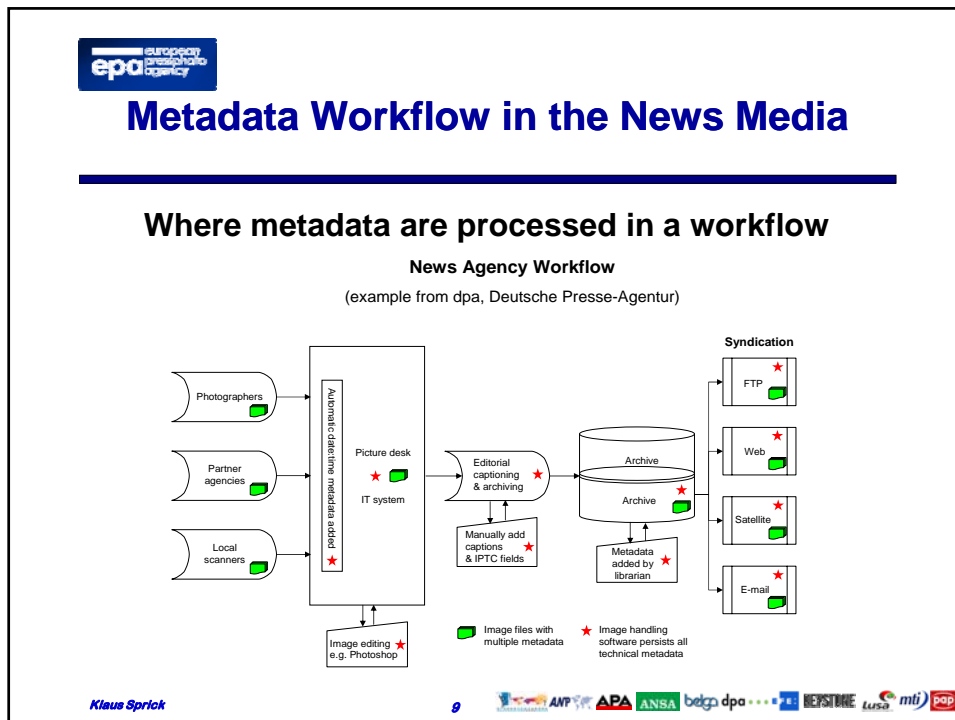 epa european pressphoto agency
Metadata Workflow in the News Media
Where metadata are processed in a workflow
News Agency Workflow
(example from dpa, Deutsche Presse-Agentur)
Photographers
Partner
agencies
Local
scanners
Automatic date:time metadata added
Picture desk
IT system
Image editing
e.g. Photoshop
Editorial
captioning
& archiving
Manually add
captions
& IPTC fields
Archive
Archive
Metadata
added by
librarian
Syndication
FTP
Web
Satellite
E-mail
Image files with
multiple metadata
Image handling
software persists all
technical metadata
Klaus Sprick
9
ANP
APA
ANSA
belga
dpa
KEYSTONE
Lusa
mti
pap